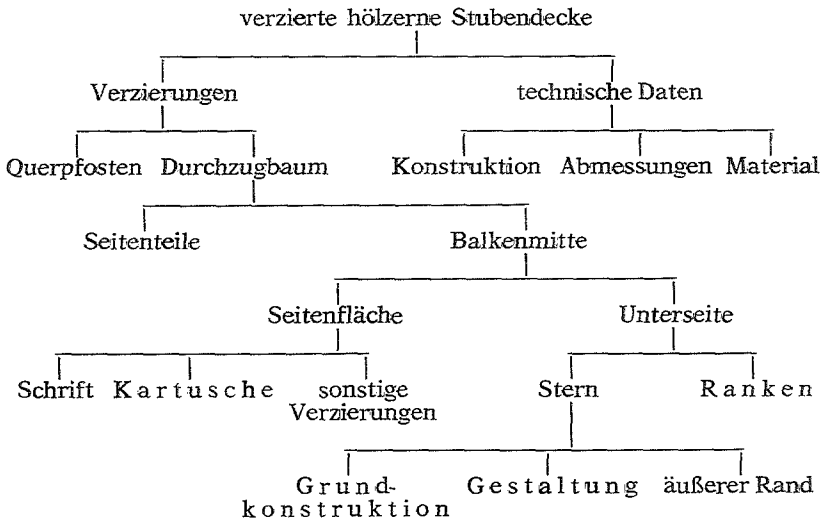 verzierte hölzerne Stubendecke
Verzierungen technische Daten
Querpfosten Durchzugbaum Konstruktion Abmessungen Material
Seitenteile Balkenmitte
Seitenfläche Unterseite
Schrift Kartusche sonstige Stern Ranken
Verzierungen
Grund- Gestaltung äußerer Rand
konstruktion